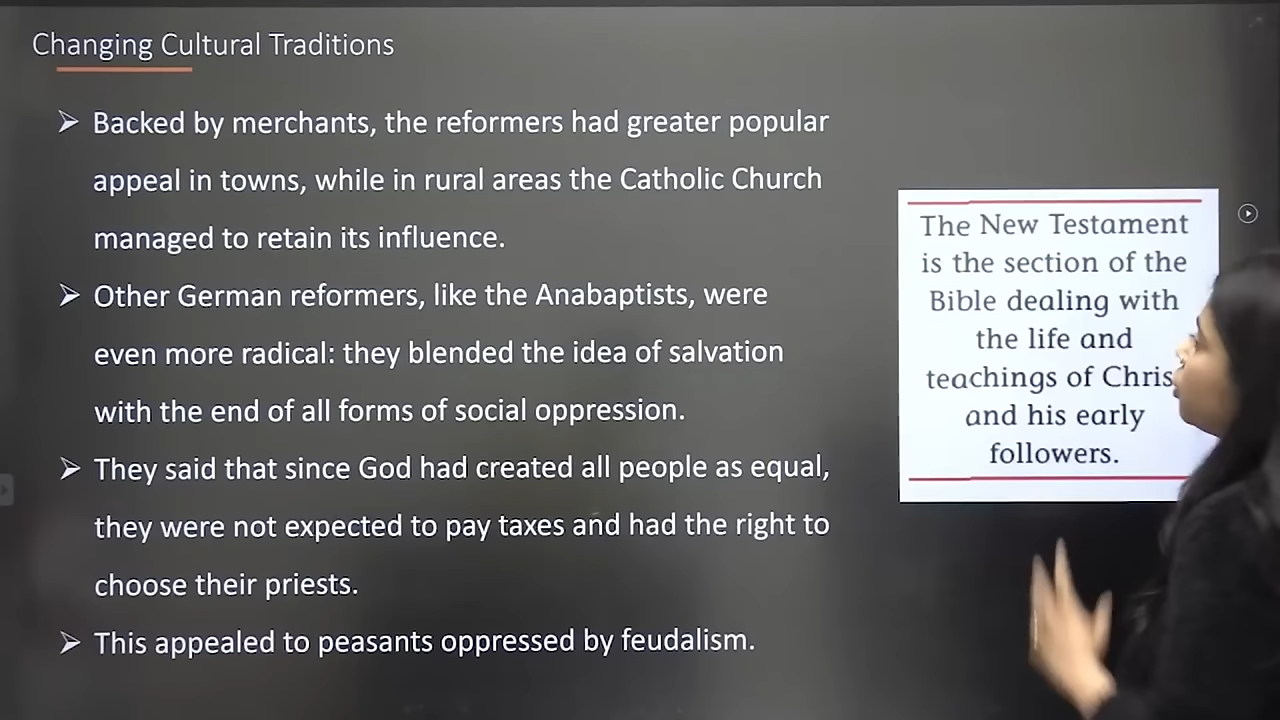 Changing Cultural Traditions
Backed by merchants, the reformers had greater popular
appeal in towns, while in rural areas the Catholic Church
managed to retain its influence.
Other German reformers, like the Anabaptists, were
even more radical: they blended the idea of salvation
with the end of all forms of social oppression.
They said that since God had created all people as equal,
they were not expected to pay taxes and had the right to
choose their priests.
This appealed to peasants oppressed by feudalism.
The New Testament
is the section of the
Bible dealing with
the life and
teachings of Chris
and his early
followers.